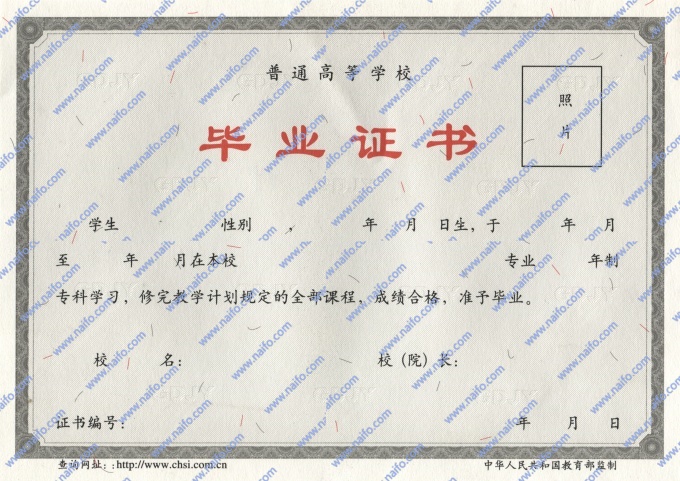 普通高等学校
照
片
毕业证书
学生 性别 , 年 月 日生，于 年 月
至 年 月在本校 专业 年制
专科学习，修完教学计划规定的全部课程，成绩合格，准予毕业。
校 名： 校（院）长：
证书编号： 年 月 日
查询网址：:http://www.chsi.com.cn 中华人民共和国教育部监制
www.naifo.com